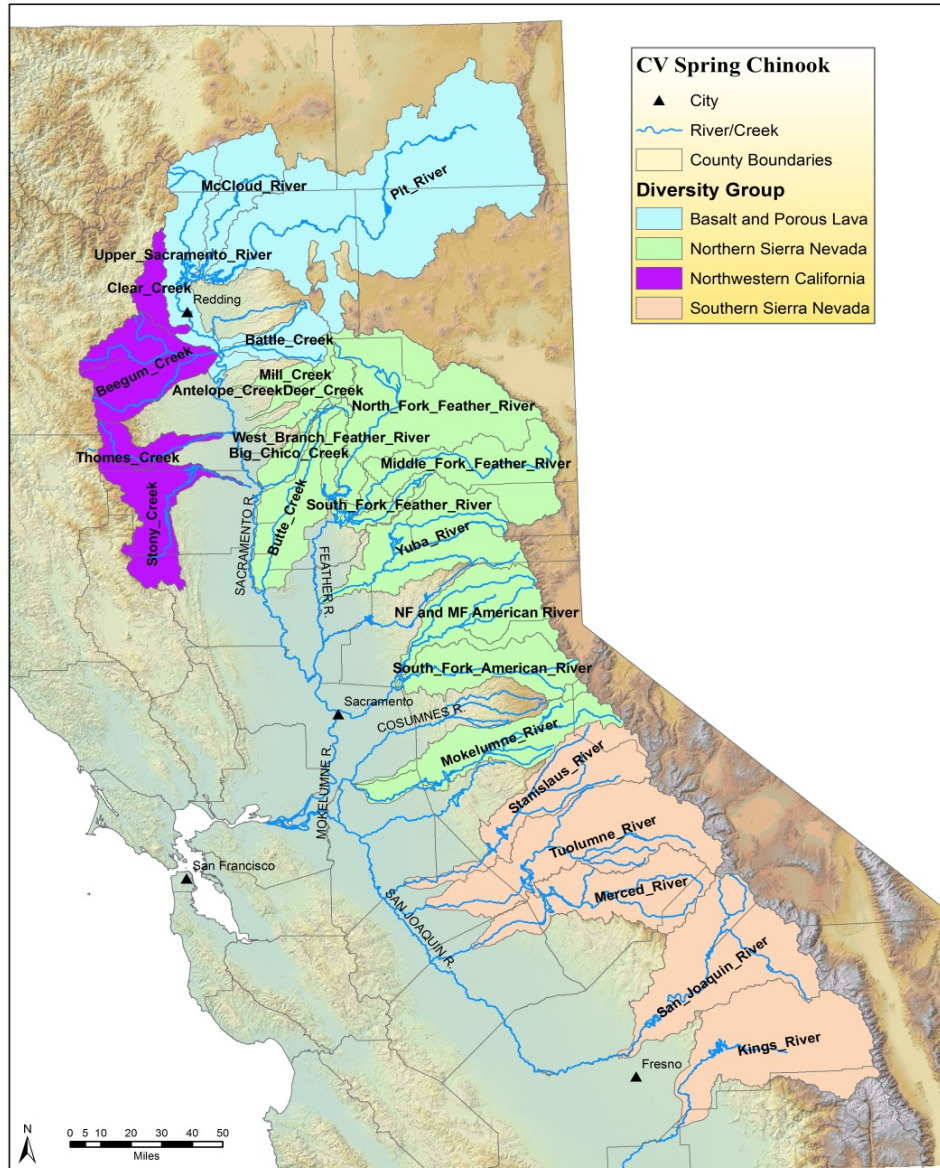 CV Spring Chinook
City
River/Creek
County Boundaries
Diversity Group
Basalt and Porous Lava
Northern Sierra Nevada
Northwestern California
Southern Sierra Nevada
McCloud_River
Pit_River
Upper_Sacramento_River
Clear_Creek
Redding
Battle_Creek
Beegum_Creek
Mill_Creek
Antelope_Creek
Deer_Creek
North_Fork_Feather_River
West_Branch_Feather_River
Big_Chico_Creek
Thomes_Creek
Middle_Fork_Feather_River
Stony_Creek
South_Fork_Feather_River
Butte_Creek
SACRAMENTO R.
FEATHER R.
Yuba_River
NF and MF American River
South_Fork_American_River
Sacramento
COSUMNES R.
Mokelumne_River
MOKELUMNE R.
Stanislaus_River
Tuolumne_River
San Francisco
Merced_River
SAN JOAQUIN R.
San_Joaquin_River
Kings_River
Fresno
N
0 5 10 20 30 40 50
Miles